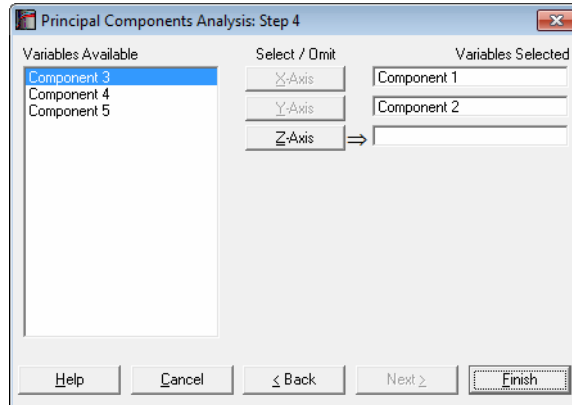 Principal Components Analysis: Step 4
Variables Available
Select / Omit
Variables Selected
Component 3
Component 4
Component 5
X-Axis
Component 1
Y-Axis
Component 2
Z-Axis ⇒
Help
Cancel
< Back
Next >
Finish